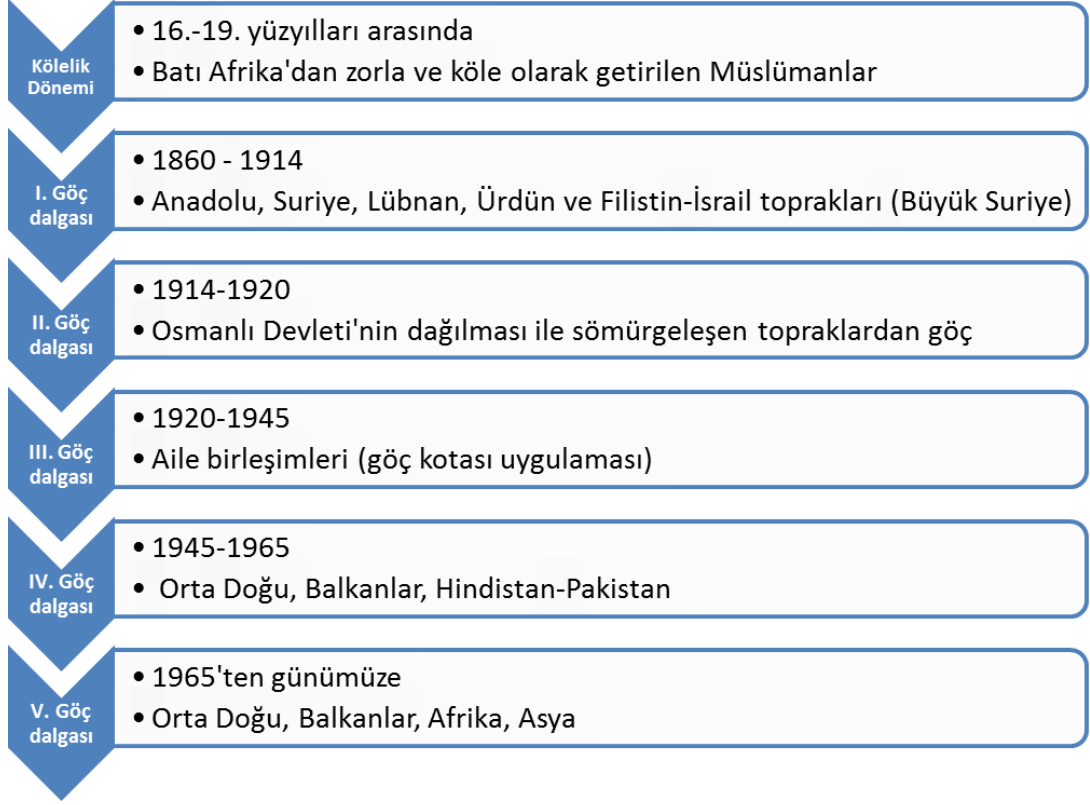 Kölelik
Dönemi
• 16.-19. yüzyılları arasında
• Batı Afrika'dan zorla ve köle olarak getirilen Müslümanlar
I. Göç
dalgası
• 1860 - 1914
• Anadolu, Suriye, Lübnan, Ürdün ve Filistin-İsrail toprakları (Büyük Suriye)
II. Göç
dalgası
• 1914-1920
• Osmanlı Devleti'nin dağılması ile sömürgeleşen topraklardan göç
III. Göç
dalgası
• 1920-1945
• Aile birleşimleri (göç kotası uygulaması)
IV. Göç
dalgası
• 1945-1965
• Orta Doğu, Balkanlar, Hindistan-Pakistan
V. Göç
dalgası
• 1965'ten günümüze
• Orta Doğu, Balkanlar, Afrika, Asya